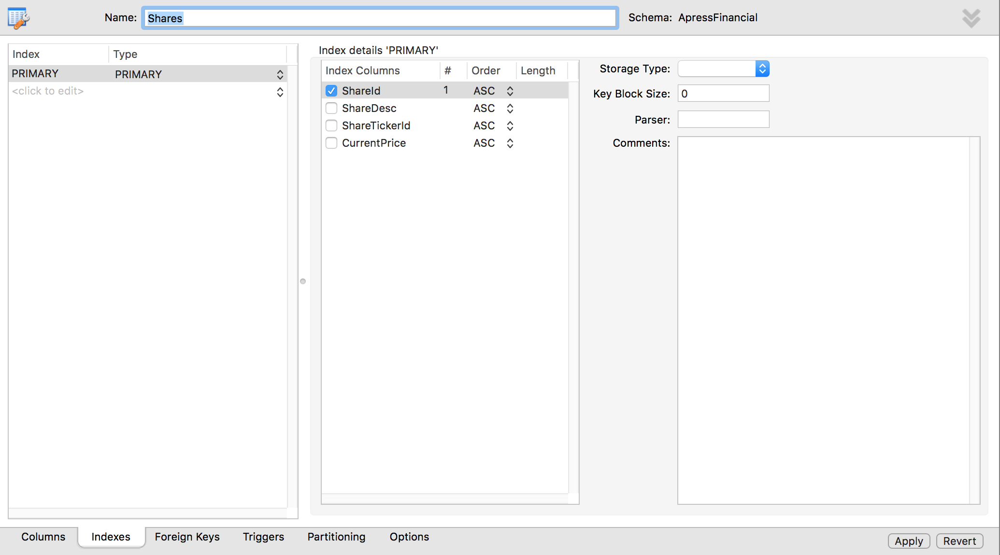 Name: Shares Schema: ApressFinancial
Index Type
PRIMARY PRIMARY
<click to edit>
Index details 'PRIMARY'
Index Columns # Order Length
ShareId 1 ASC
ShareDesc ASC
ShareTickerId ASC
CurrentPrice ASC
Storage Type:
Key Block Size: 0
Parser:
Comments:
Columns Indexes Foreign Keys Triggers Partitioning Options
Apply Revert